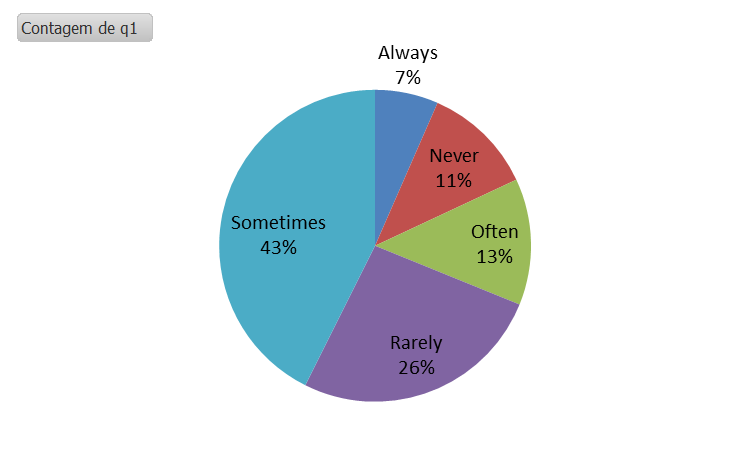 Contagem de q1
Always
7%
Never
11%
Often
13%
Rarely
26%
Sometimes
43%